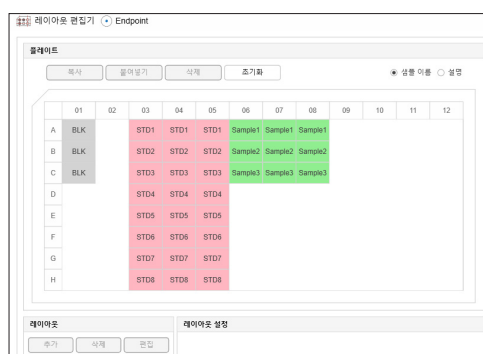 레이아웃 편집기 Endpoint
플레이트
복사 붙여넣기 삭제 초기화 샘플 이름 설명
01 02 03 04 05 06 07 08 09 10 11 12
A BLK STD1 STD1 STD1 Sample1 Sample1 Sample1
B BLK STD2 STD2 STD2 Sample2 Sample2 Sample2
C BLK STD3 STD3 STD3 Sample3 Sample3 Sample3
D STD4 STD4 STD4
E STD5 STD5 STD5
F STD6 STD6 STD6
G STD7 STD7 STD7
H STD8 STD8 STD8
레이아웃 레이아웃 설정
추가 삭제 편집